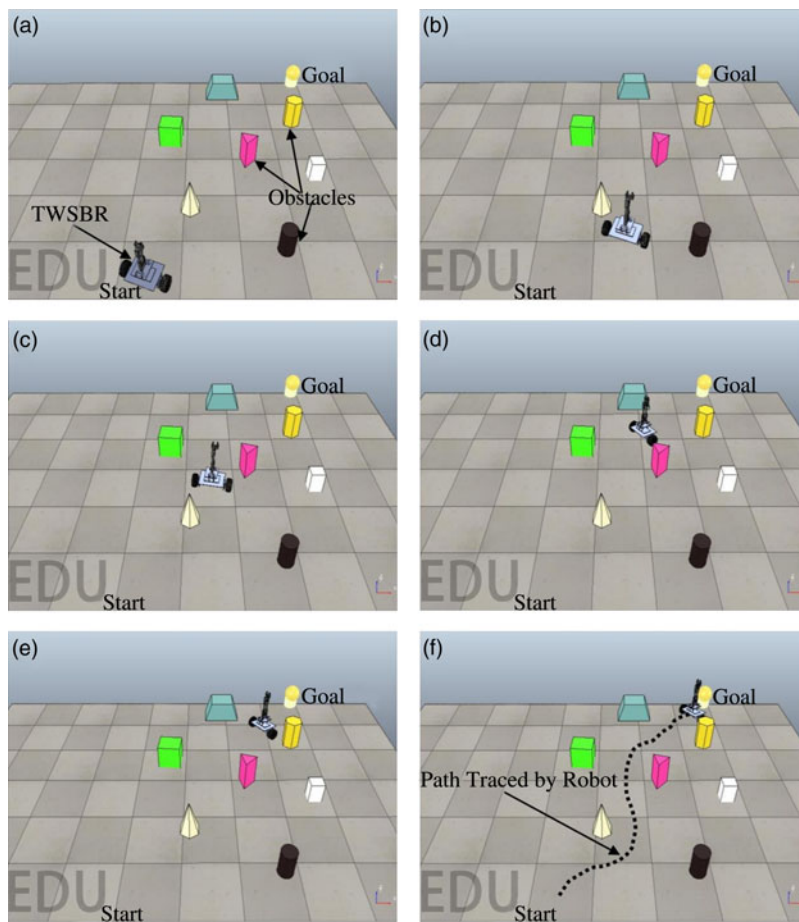 (a)
Goal
Obstacles
TWSBR
EDU
Start
(b)
Goal
EDU
Start
(c)
Goal
EDU
Start
(d)
Goal
EDU
Start
(e)
Goal
EDU
Start
(f)
Goal
Path Traced by Robot
EDU
Start